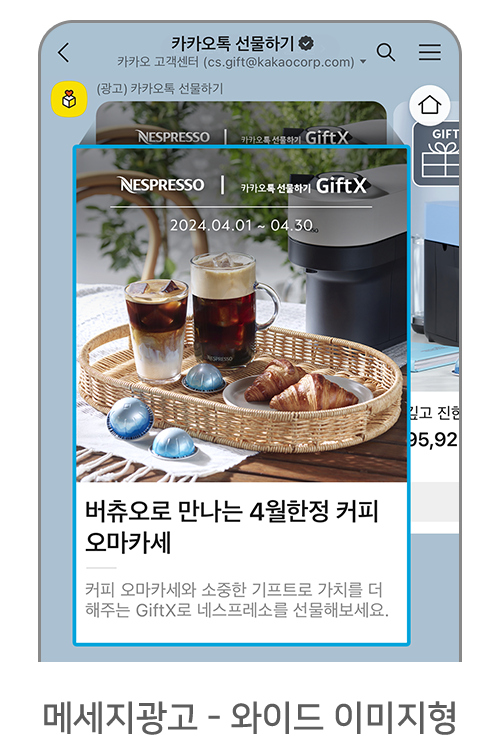 카카오톡 선물하기
카카오 고객센터 (cs.gift@kakaocorp.com)
(광고) 카카오톡 선물하기
NESPRESSO | 카카오톡 선물하기 GiftX
GIFT
NESPRESSO | 카카오톡 선물하기 GiftX
2024.04.01 ~ 04.30
NESPRESSO
깊고 진한
95,92
버츄오로 만나는 4월한정 커피
오마카세
커피 오마카세와 소중한 기프트로 가치를 더
해주는 GiftX로 네스프레소를 선물해보세요.
메세지광고 - 와이드 이미지형